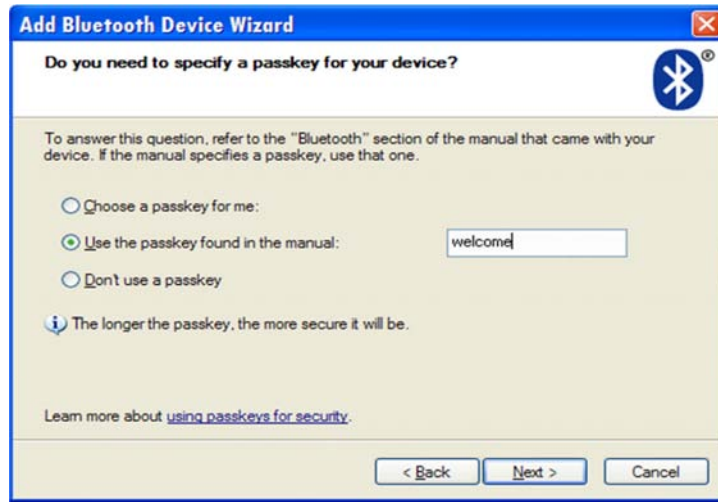 Add Bluetooth Device Wizard
Do you need to specify a passkey for your device?
®
To answer this question, refer to the "Bluetooth" section of the manual that came with your
device. If the manual specifies a passkey, use that one.
Choose a passkey for me:
Use the passkey found in the manual: welcome
Don't use a passkey
The longer the passkey, the more secure it will be.
Learn more about using passkeys for security.
< Back Next > Cancel